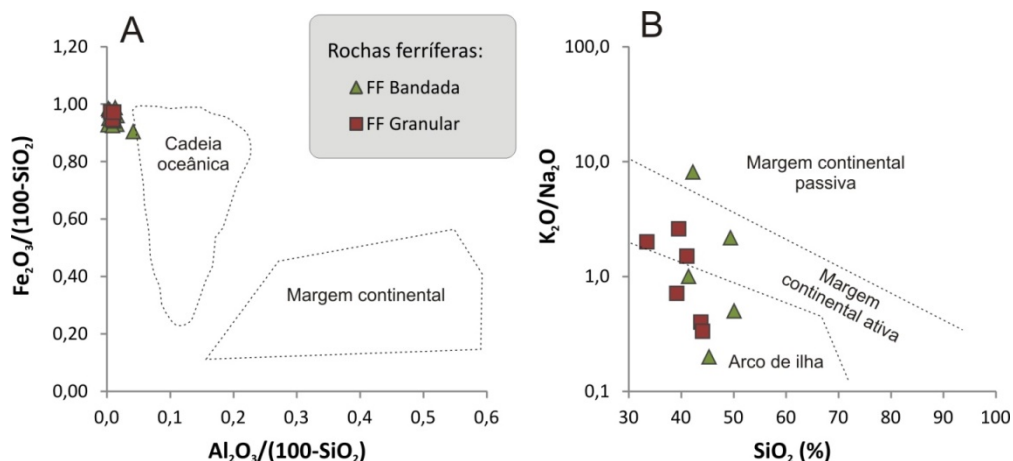 A
B
Rochas ferríferas:
FF Bandada
FF Granular
Fe₂O₃/(100-SiO₂)
1,20
1,00
0,80
0,60
0,40
0,20
0,00
Cadeia
oceânica
Margem continental
0,0 0,1 0,2 0,3 0,4 0,5 0,6
Al₂O₃/(100-SiO₂)
K₂O/Na₂O
100,0
10,0
1,0
0,1
Margem continental
passiva
Margem
continental ativa
Arco de ilha
30 40 50 60 70 80 90 100
SiO₂ (%)